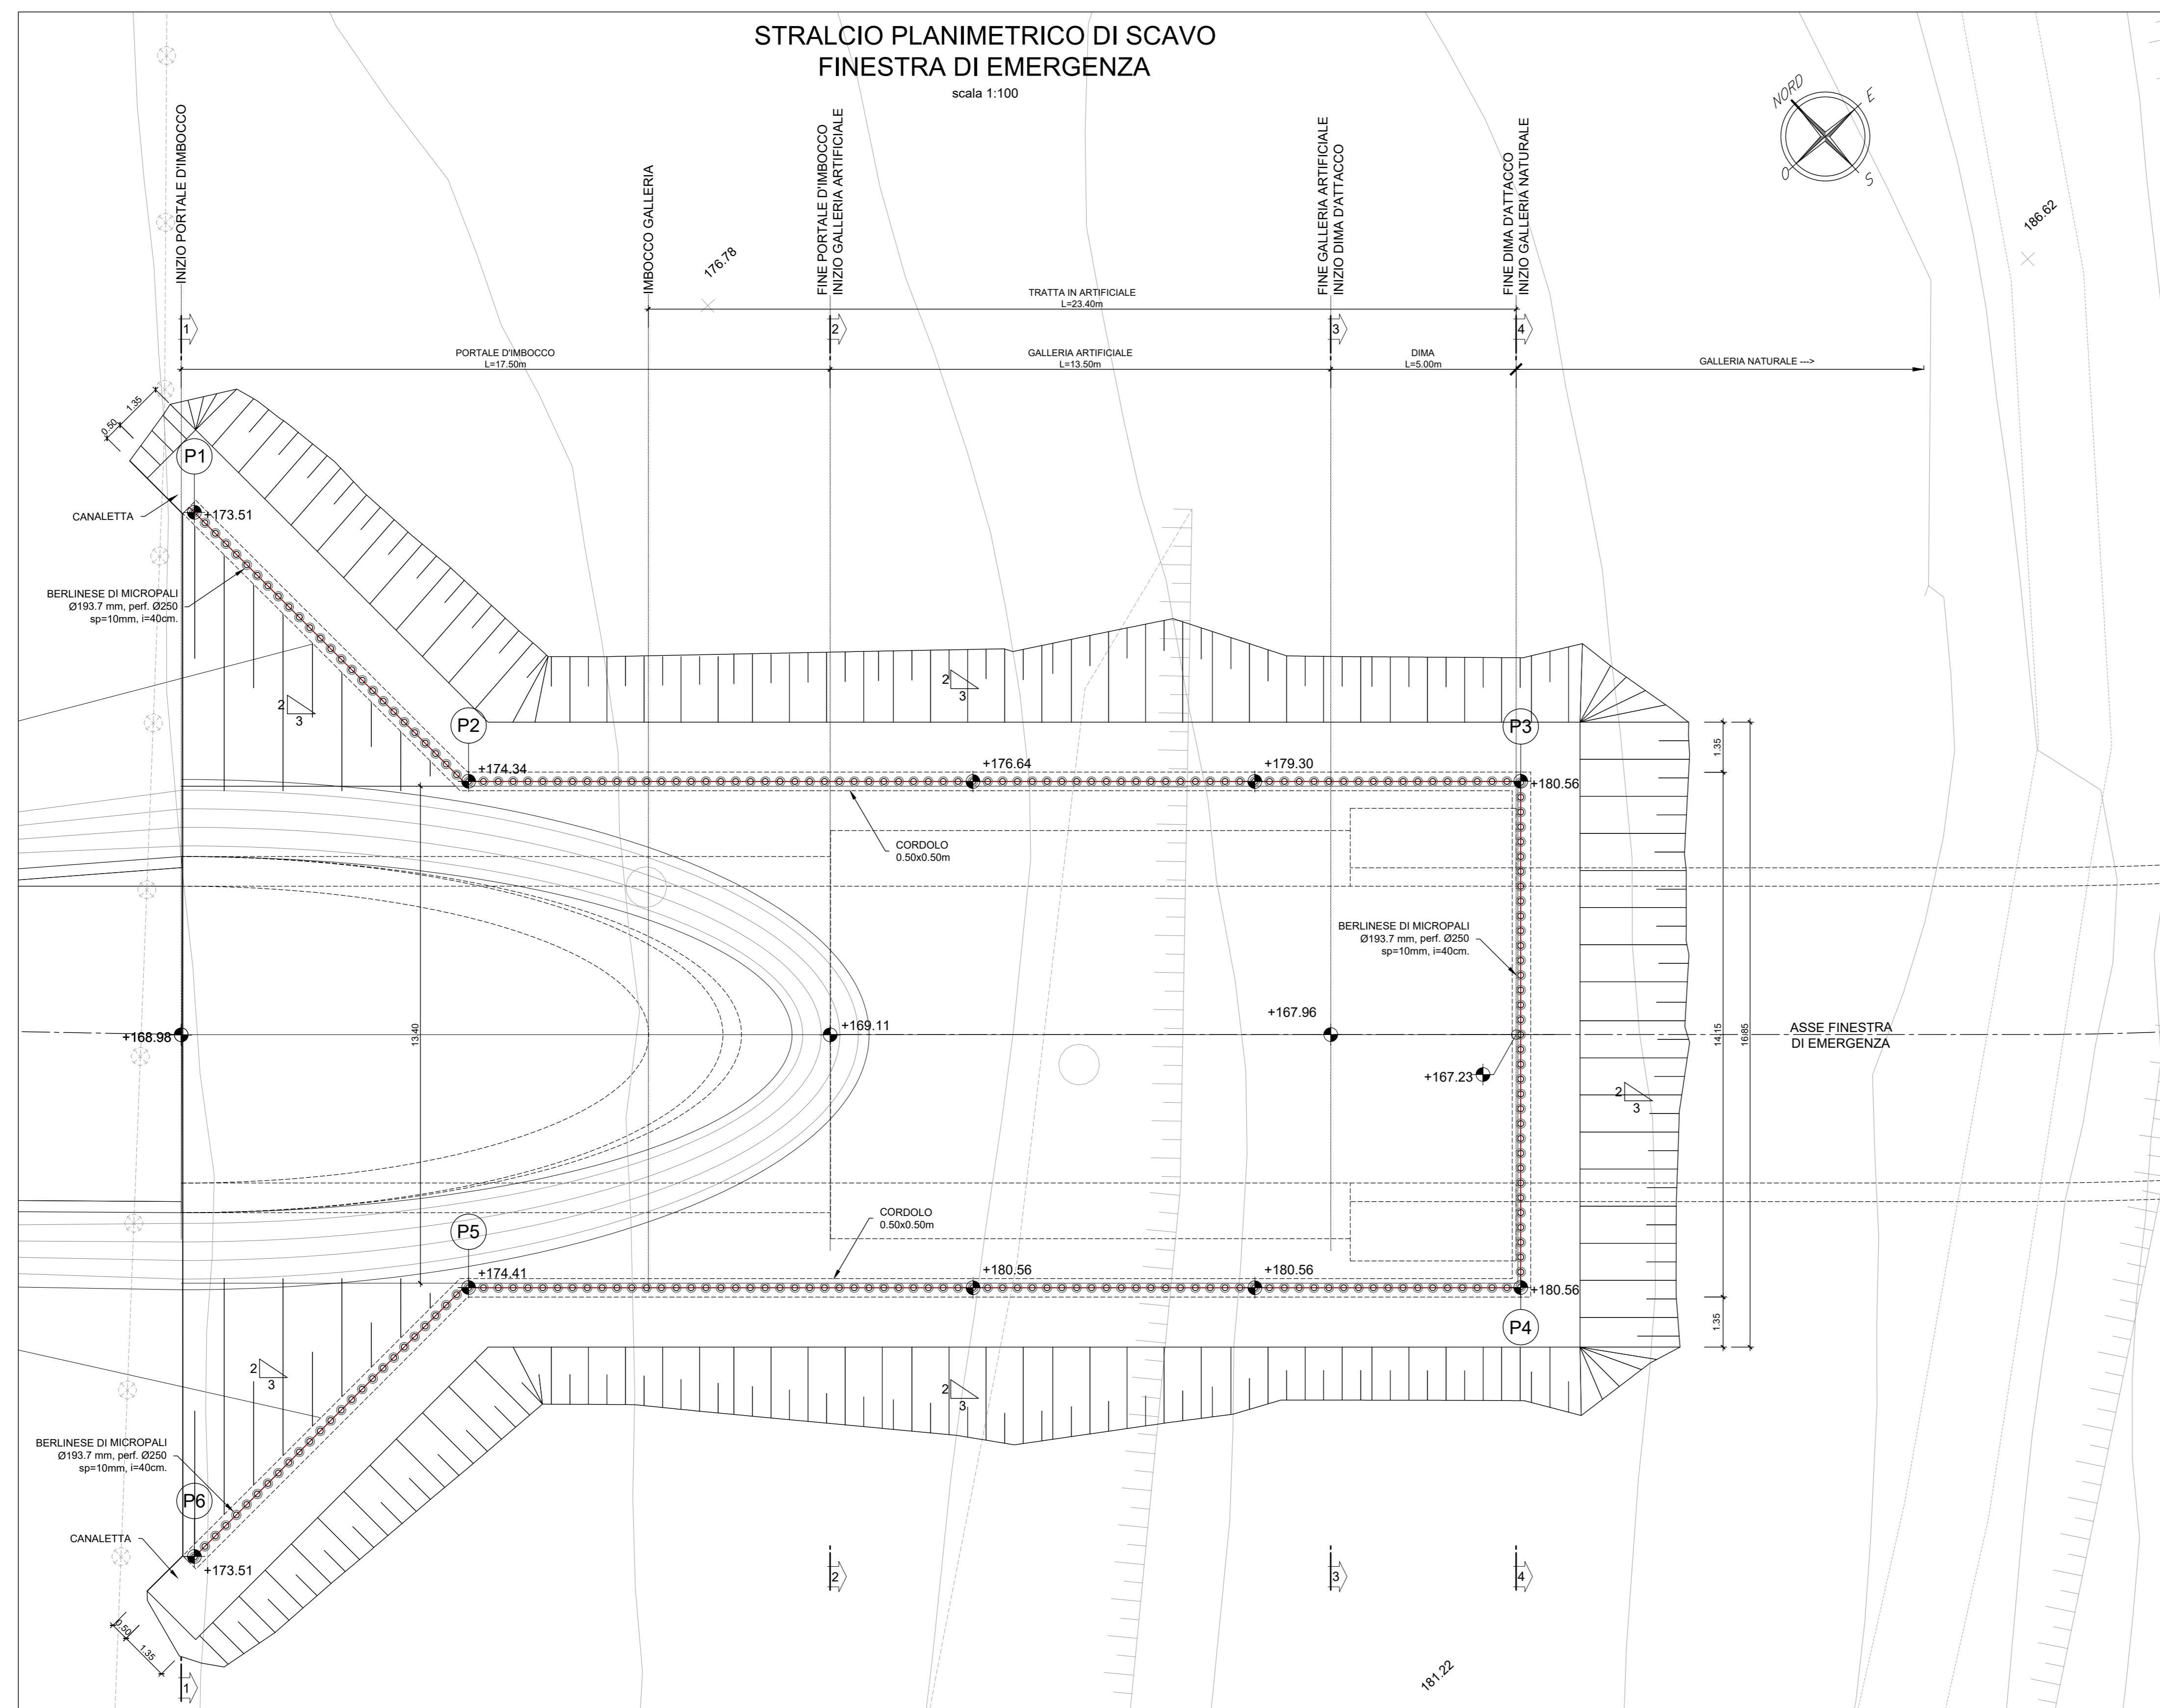 STRALCIO PLANIMETRICO DI SCAVO
FINESTRA DI EMERGENZA
scala 1:100
NORD
E
O
S
INIZIO PORTALE D'IMBOCCO
IMBOCCO GALLERIA
FINE PORTALE D'IMBOCCO
INIZIO GALLERIA ARTIFICIALE
FINE GALLERIA ARTIFICIALE
INIZIO DIMA D'ATTACCO
FINE DIMA D'ATTACCO
INIZIO GALLERIA NATURALE
176.78
186.62
TRATTA IN ARTIFICIALE
L=23.40m
1
2
3
4
PORTALE D'IMBOCCO
L=17.50m
GALLERIA ARTIFICIALE
L=13.50m
DIMA
L=5.00m
GALLERIA NATURALE --->
1.35
0.50
P1
CANALETTA
+173.51
BERLINESE DI MICROPALI
Ø193.7 mm, perf. Ø250
sp=10mm, i=40cm.
2
3
2
3
P2
P3
+174.34
+176.64
+179.30
+180.56
1.35
CORDOLO
0.50x0.50m
BERLINESE DI MICROPALI
Ø193.7 mm, perf. Ø250
sp=10mm, i=40cm.
+168.98
13.40
+169.11
+167.96
+167.23
14.15
16.85
ASSE FINESTRA
DI EMERGENZA
2
3
CORDOLO
0.50x0.50m
P5
+174.41
+180.56
+180.56
+180.56
P4
1.35
2
3
2
3
BERLINESE DI MICROPALI
Ø193.7 mm, perf. Ø250
sp=10mm, i=40cm.
P6
CANALETTA
+173.51
0.50
1.35
2
3
4
1
181.22